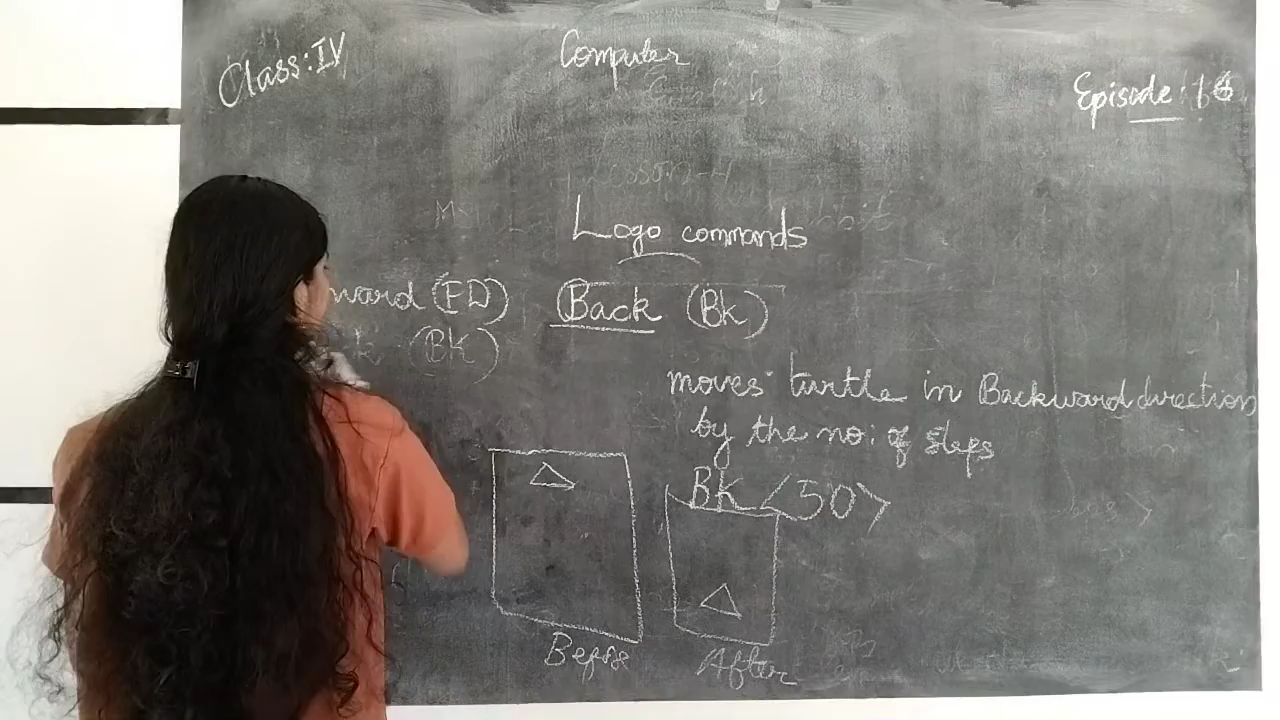 Class: IV
Computer
Episode: 16
Logo commands
ward (FD)
Back (Bk)
(BK)
moves turtle in Backward direction
by the no: of steps
BK <50>
Before
After